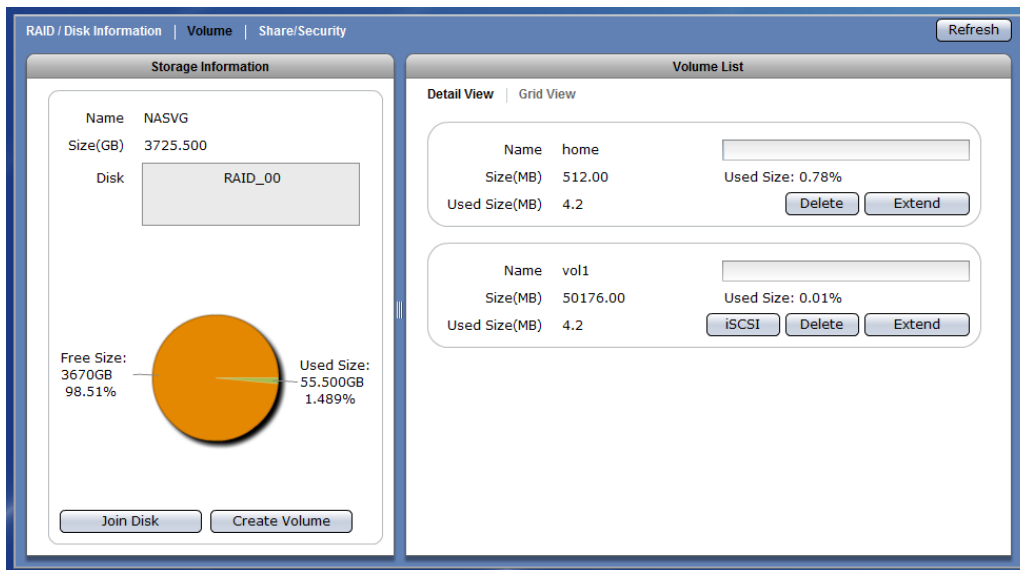 RAID / Disk Information | Volume | Share/Security
Refresh
Storage Information
Name NASVG
Size(GB) 3725.500
Disk RAID_00
Free Size:
3670GB
98.51%
Used Size:
55.500GB
1.489%
Join Disk Create Volume
Volume List
Detail View | Grid View
Name home
Size(MB) 512.00 Used Size: 0.78%
Used Size(MB) 4.2 Delete Extend
Name vol1
Size(MB) 50176.00 Used Size: 0.01%
Used Size(MB) 4.2 iSCSI Delete Extend